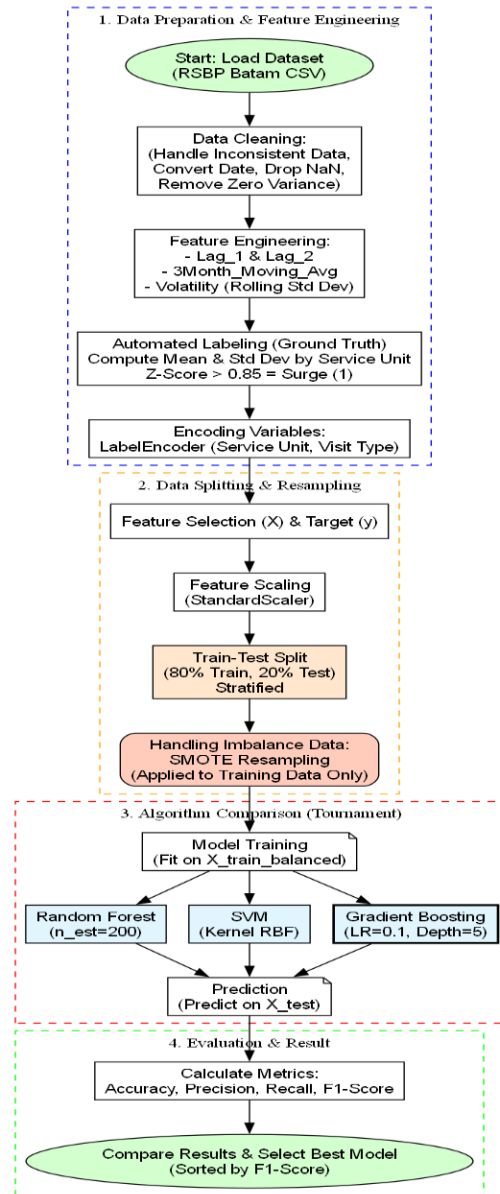 1. Data Preparation & Feature Engineering
Start: Load Dataset
(RSBP Batam CSV)
Data Cleaning:
(Handle Inconsistent Data,
Convert Date, Drop NaN,
Remove Zero Variance)
Feature Engineering:
- Lag_1 & Lag_2
- 3Month_Moving_Avg
- Volatility (Rolling Std Dev)
Automated Labeling (Ground Truth)
Compute Mean & Std Dev by Service Unit
Z-Score > 0.85 = Surge (1)
Encoding Variables:
LabelEncoder (Service Unit, Visit Type)
2. Data Splitting & Resampling
Feature Selection (X) & Target (y)
Feature Scaling
(StandardScaler)
Train-Test Split
(80% Train, 20% Test)
Stratified
Handling Imbalance Data:
SMOTE Resampling
(Applied to Training Data Only)
3. Algorithm Comparison (Tournament)
Model Training
(Fit on X_train_balanced)
Random Forest
(n_est=200)
SVM
(Kernel RBF)
Gradient Boosting
(LR=0.1, Depth=5)
Prediction
(Predict on X_test)
4. Evaluation & Result
Calculate Metrics:
Accuracy, Precision, Recall, F1-Score
Compare Results & Select Best Model
(Sorted by F1-Score)